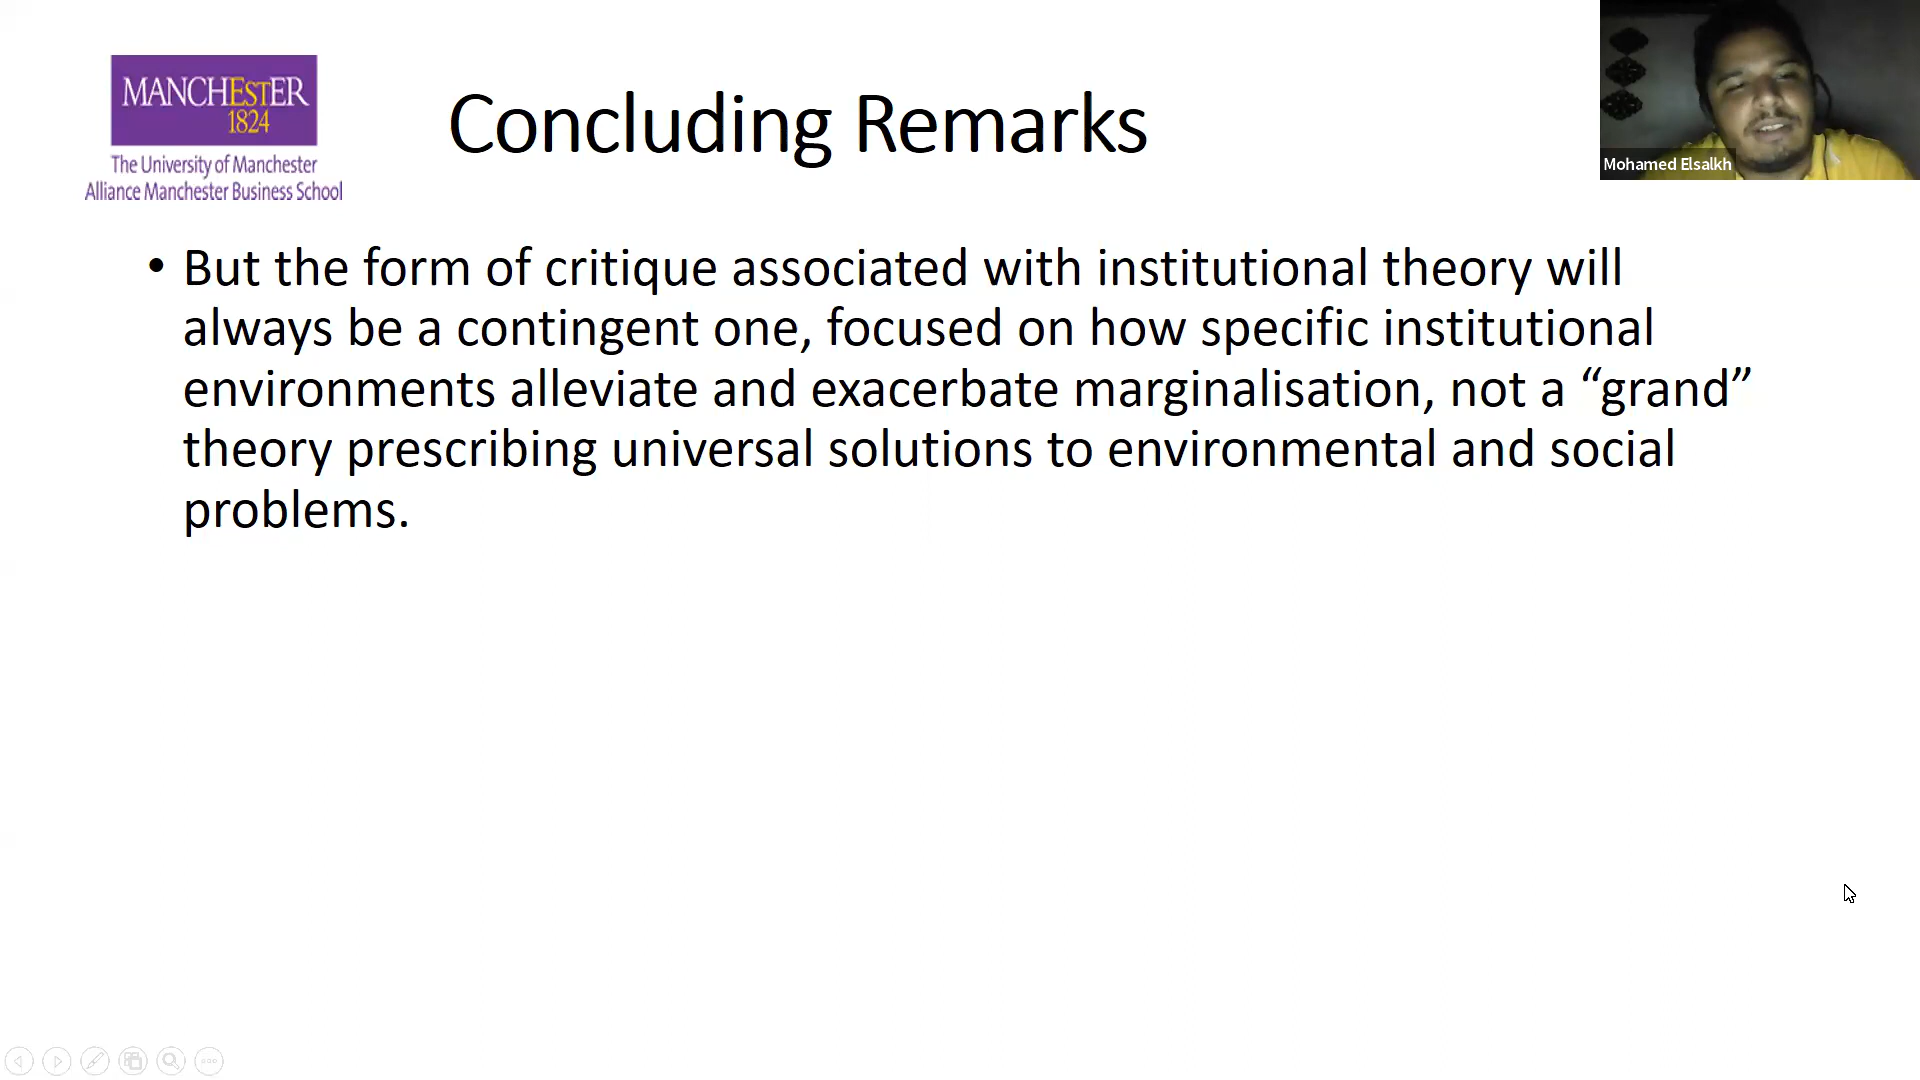 MANCHESTER
1824
The University of Manchester
Alliance Manchester Business School
Concluding Remarks
Mohamed Elsalkh
• But the form of critique associated with institutional theory will
always be a contingent one, focused on how specific institutional
environments alleviate and exacerbate marginalisation, not a “grand”
theory prescribing universal solutions to environmental and social
problems.